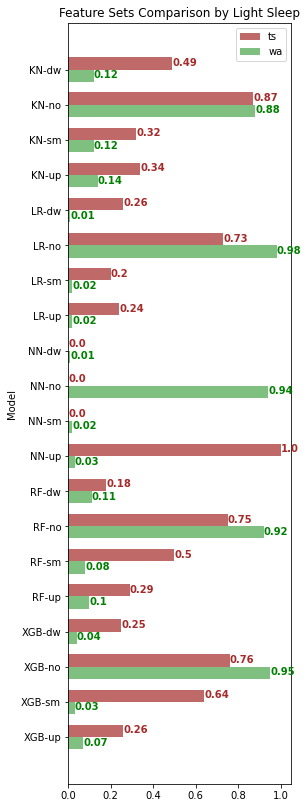 Feature Sets Comparison by Light Sleep
ts
wa
KN-dw 0.49
0.12
KN-no 0.87
0.88
KN-sm 0.32
0.12
KN-up 0.34
0.14
LR-dw 0.26
0.01
LR-no 0.73
0.98
LR-sm 0.2
0.02
LR-up 0.24
0.02
NN-dw 0.0
0.01
NN-no 0.0
0.94
NN-sm 0.0
0.02
NN-up 1.0
0.03
RF-dw 0.18
0.11
RF-no 0.75
0.92
RF-sm 0.5
0.08
RF-up 0.29
0.1
XGB-dw 0.25
0.04
XGB-no 0.76
0.95
XGB-sm 0.64
0.03
XGB-up 0.26
0.07
Model
0.0 0.2 0.4 0.6 0.8 1.0